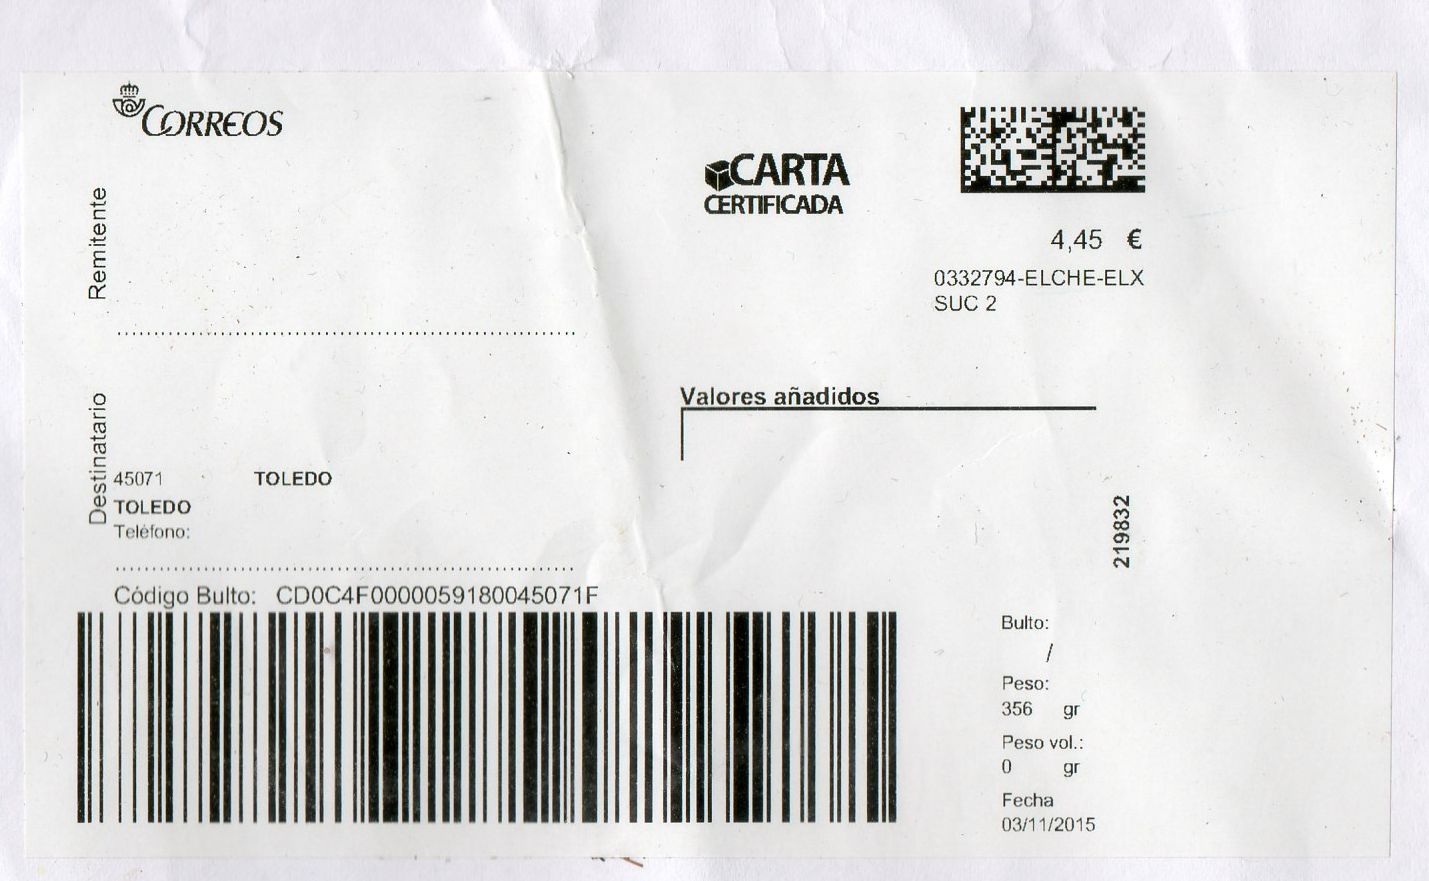 CORREOS
Remitente
CARTA
CERTIFICADA
4,45 €
0332794-ELCHE-ELX
SUC 2
Destinatario
45071 TOLEDO
TOLEDO
Teléfono:
Valores añadidos
219832
Código Bulto: CD0C4F0000059180045071F
Bulto:
/
Peso:
356 gr
Peso vol.:
0 gr
Fecha
03/11/2015